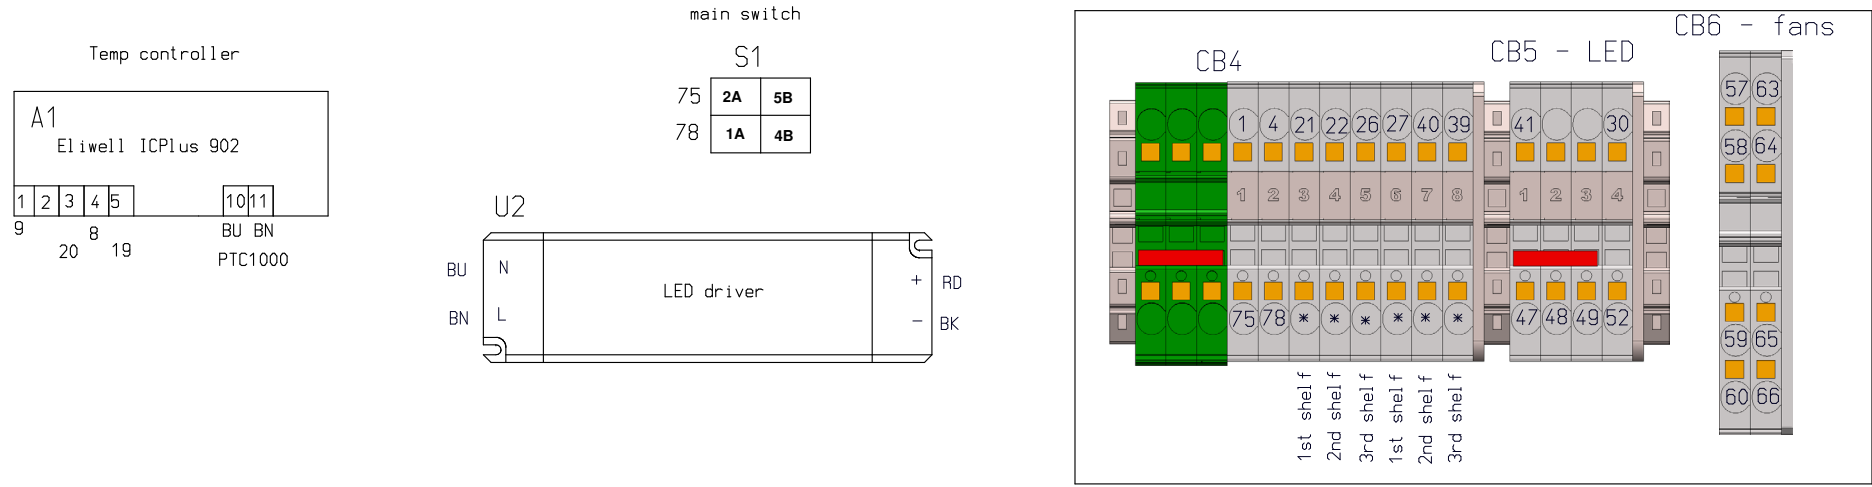 Temp controller
A1
Eliwell ICPlus 902
1 2 3 4 5 10 11
9 20 8 19 BU BN
PTC1000
main switch
S1
75 2A 5B
78 1A 4B
U2
BU N LED driver + RD
BN L - BK
CB4
CB5 - LED
CB6 - fans
1 4 21 22 26 27 40 39
1 2 3 4 5 6 7 8
75 78 * * * * * *
1st shelf
2nd shelf
3rd shelf
1st shelf
2nd shelf
3rd shelf
41 30
1 2 3 4
47 48 49 52
57 63
58 64
59 65
60 66